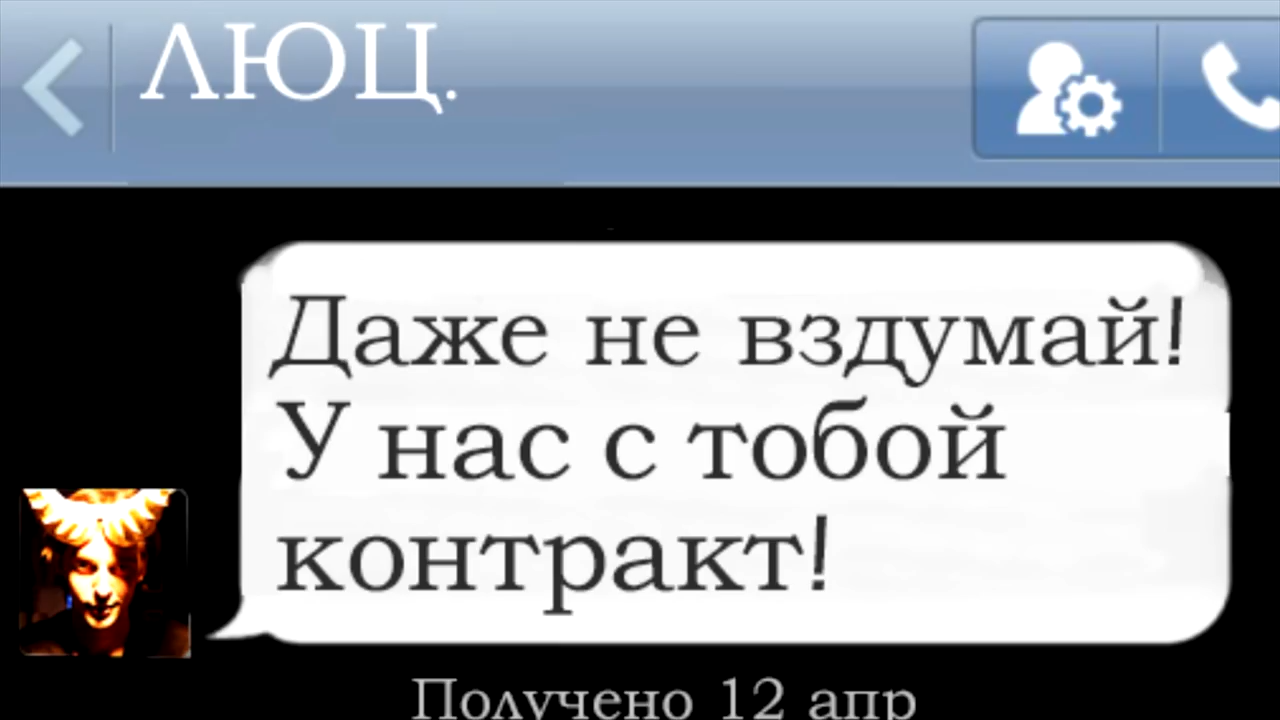 ЛЮЦ.
Даже не вздумай!
У нас с тобой
контракт!
Получено 12 апр